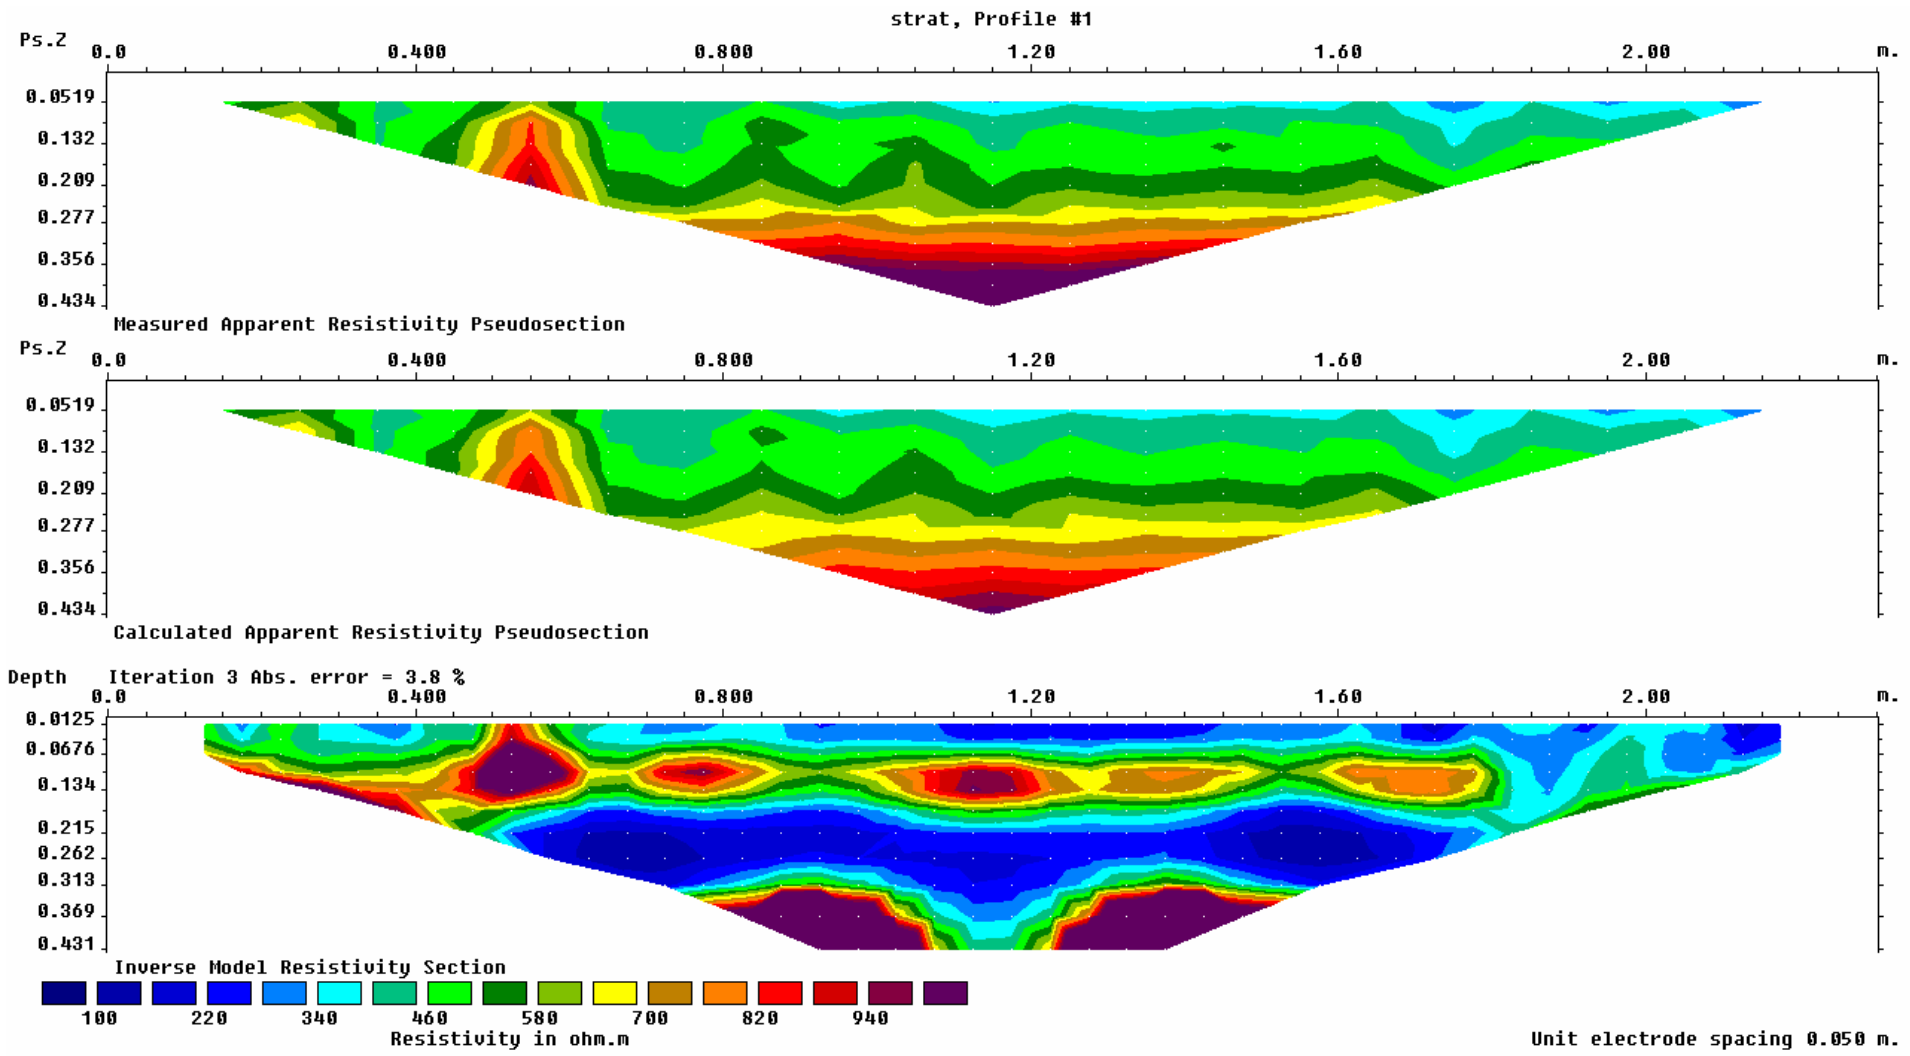 strat, Profile #1
Ps.Z 0.0 0.400 0.800 1.20 1.60 2.00 m.
0.0519
0.132
0.209
0.277
0.356
0.434
Measured Apparent Resistivity Pseudosection
Ps.Z 0.0 0.400 0.800 1.20 1.60 2.00 m.
0.0519
0.132
0.209
0.277
0.356
0.434
Calculated Apparent Resistivity Pseudosection
Depth Iteration 3 Abs. error = 3.8 %
0.0 0.400 0.800 1.20 1.60 2.00 m.
0.0125
0.0676
0.134
0.215
0.262
0.313
0.369
0.431
Inverse Model Resistivity Section
100 220 340 460 580 700 820 940
Resistivity in ohm.m Unit electrode spacing 0.050 m.